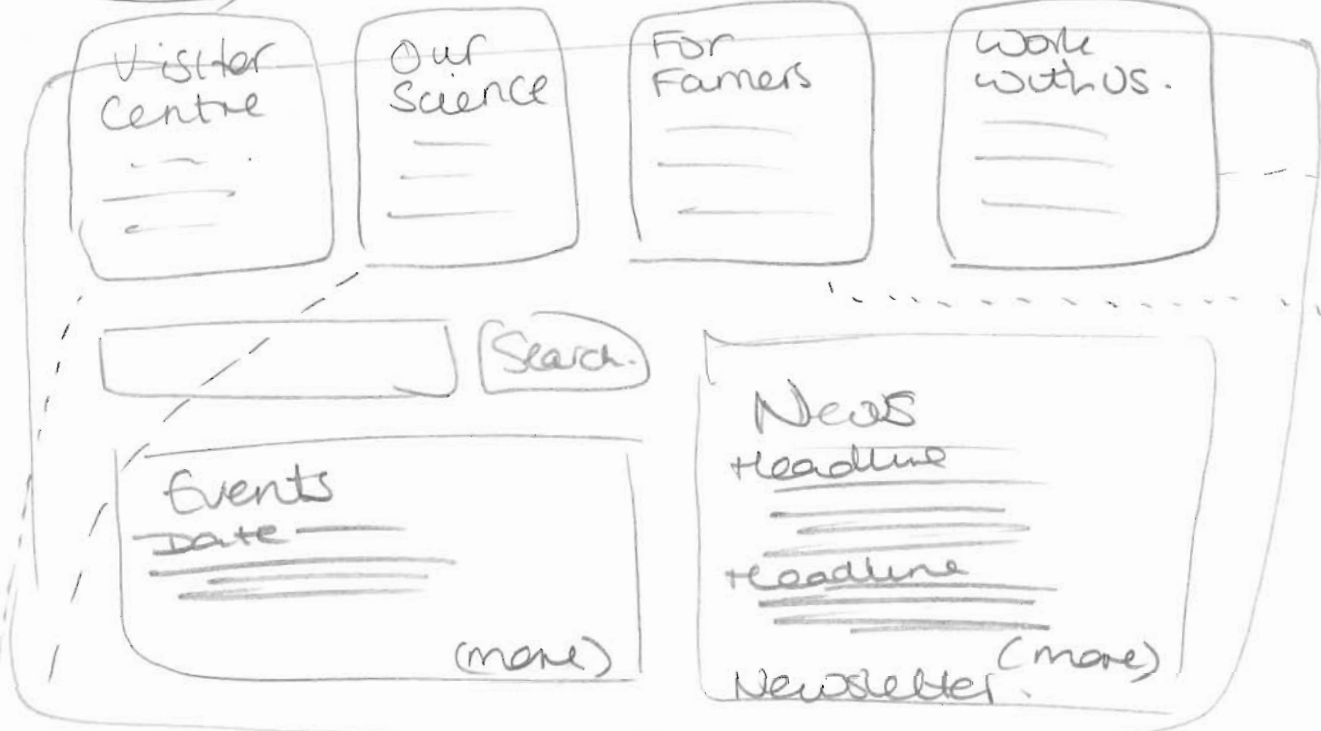 Visitor
Centre
Our
Science
For
Famers
Work
with us.
Search.
Events
Date
(more)
News
Headline
Headline
(more)
Newsletter.